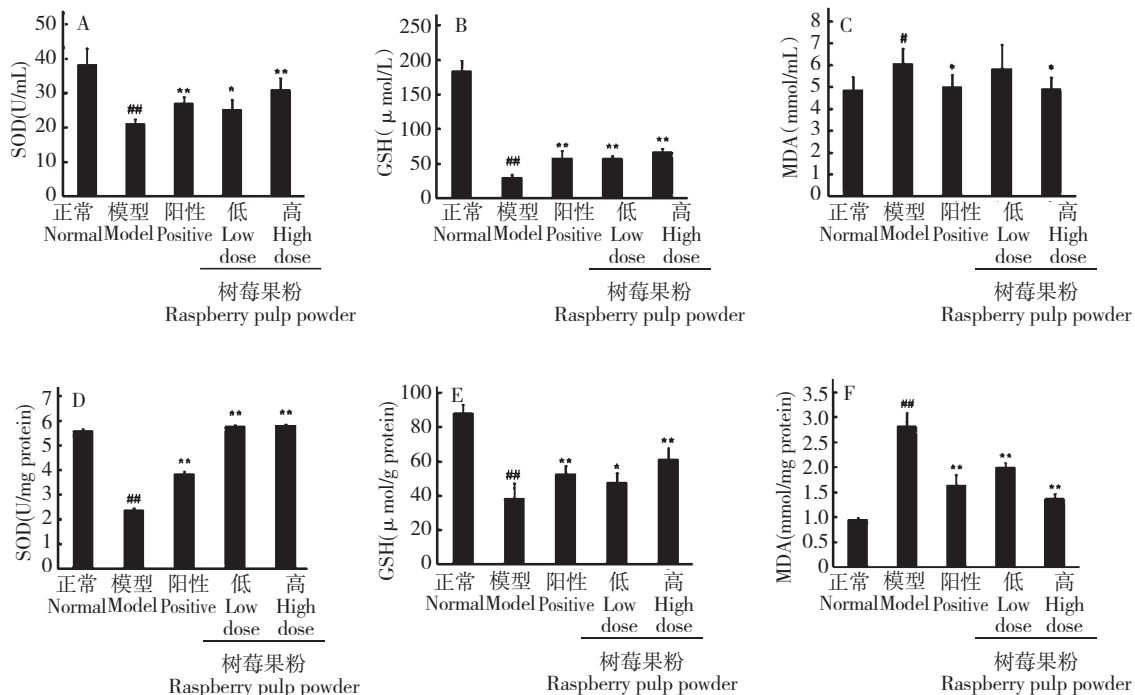 A
SOD(U/mL)
50
40
30
20
10
0
##
**
*
**
正常 模型 阳性 低 高
Normal Model Positive Low High
dose dose
树莓果粉
Raspberry pulp powder
B
GSH(μ mol/L)
250
200
150
100
50
0
##
**
**
**
正常 模型 阳性 低 高
Normal Model Positive Low High
dose dose
树莓果粉
Raspberry pulp powder
C
MDA(mmol/mL)
8
7
6
5
4
3
2
1
0
#
*
*
正常 模型 阳性 低 高
Normal Model Positive Low High
dose dose
树莓果粉
Raspberry pulp powder
D
SOD(U/mg protein)
7
6
5
4
3
2
1
0
##
**
**
**
正常 模型 阳性 低 高
Normal Model Positive Low High
dose dose
树莓果粉
Raspberry pulp powder
E
GSH(μ mol/g protein)
100
80
60
40
20
0
##
**
*
**
正常 模型 阳性 低 高
Normal Model Positive Low High
dose dose
树莓果粉
Raspberry pulp powder
F
MDA(mmol/mg protein)
3.5
3.0
2.5
2.0
1.5
1.0
0.5
0
##
**
**
**
正常 模型 阳性 低 高
Normal Model Positive Low High
dose dose
树莓果粉
Raspberry pulp powder